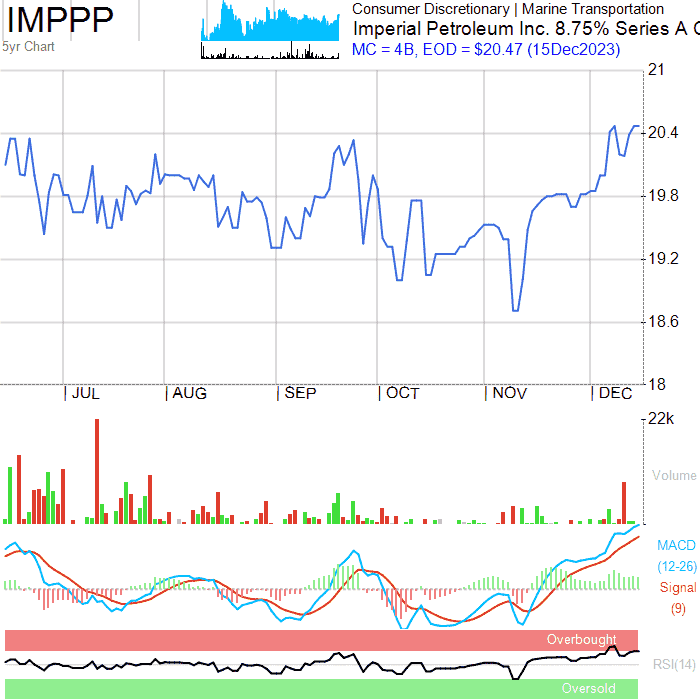 IMPPP
5yr Chart
Consumer Discretionary | Marine Transportation
Imperial Petroleum Inc. 8.75% Series A
MC = 4B, EOD = $20.47 (15Dec2023)
21
20.4
19.8
19.2
18.6
18
JUL AUG SEP OCT NOV DEC
22k
Volume
MACD
(12-26)
Signal
(9)
Overbought
RSI(14)
Oversold